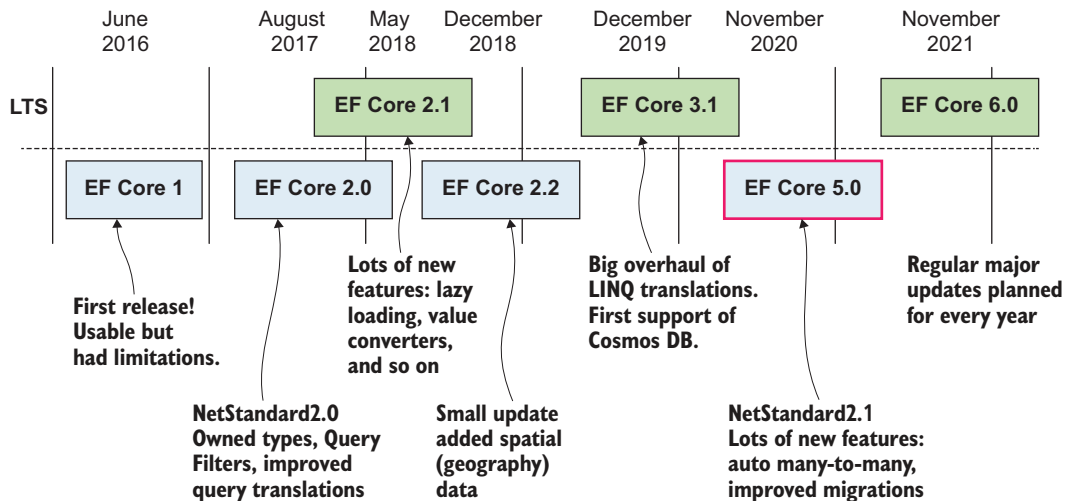 June
2016
August
2017
May
2018
December
2018
December
2019
November
2020
November
2021
LTS
EF Core 2.1
EF Core 3.1
EF Core 6.0
EF Core 1
EF Core 2.0
EF Core 2.2
EF Core 5.0
First release!
Usable but
had limitations.
Lots of new
features: lazy
loading, value
converters,
and so on
Big overhaul of
LINQ translations.
First support of
Cosmos DB.
Regular major
updates planned
for every year
NetStandard2.0
Owned types, Query
Filters, improved
query translations
Small update
added spatial
(geography)
data
NetStandard2.1
Lots of new features:
auto many-to-many,
improved migrations